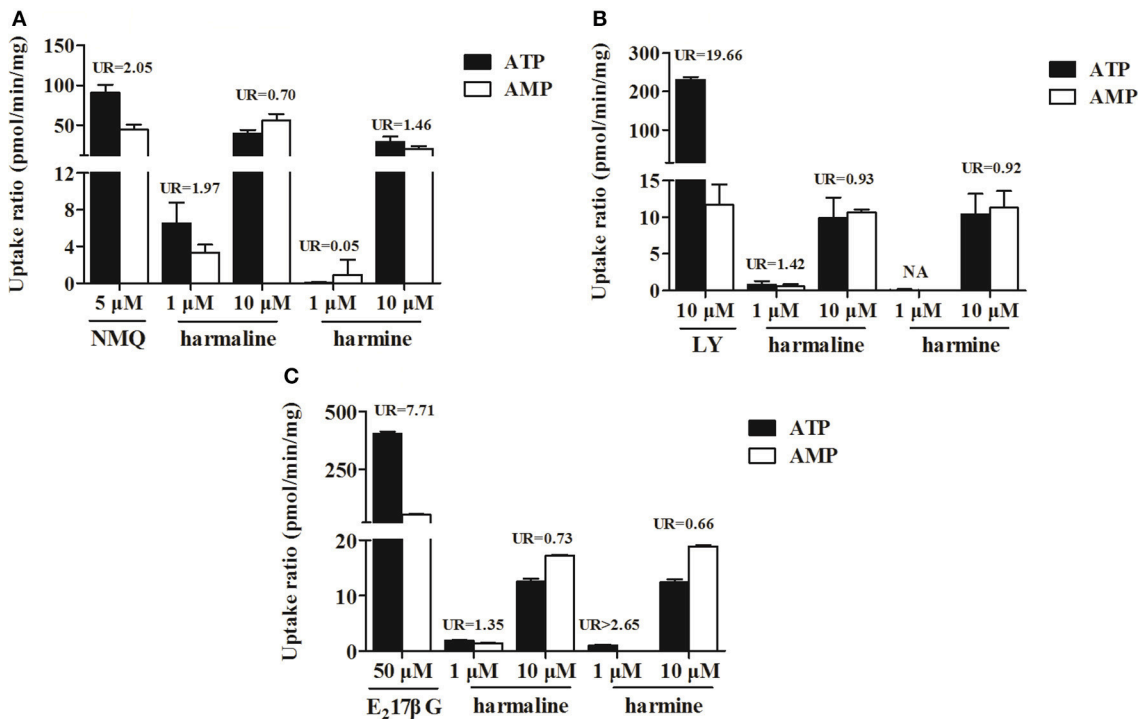 A
Uptake ratio (pmol/min/mg)
150
100
50
12
8
4
0
UR=2.05
UR=1.97
UR=0.70
UR=0.05
UR=1.46
ATP
AMP
5 μM
1 μM
10 μM
1 μM
10 μM
NMQ
harmaline
harmine
B
Uptake ratio (pmol/min/mg)
300
200
100
15
10
5
0
UR=19.66
UR=1.42
UR=0.93
NA
UR=0.92
ATP
AMP
10 μM
1 μM
10 μM
1 μM
10 μM
LY
harmaline
harmine
C
Uptake ratio (pmol/min/mg)
500
250
20
10
0
UR=7.71
UR=1.35
UR=0.73
UR>2.65
UR=0.66
ATP
AMP
50 μM
1 μM
10 μM
1 μM
10 μM
E₂17β G
harmaline
harmine